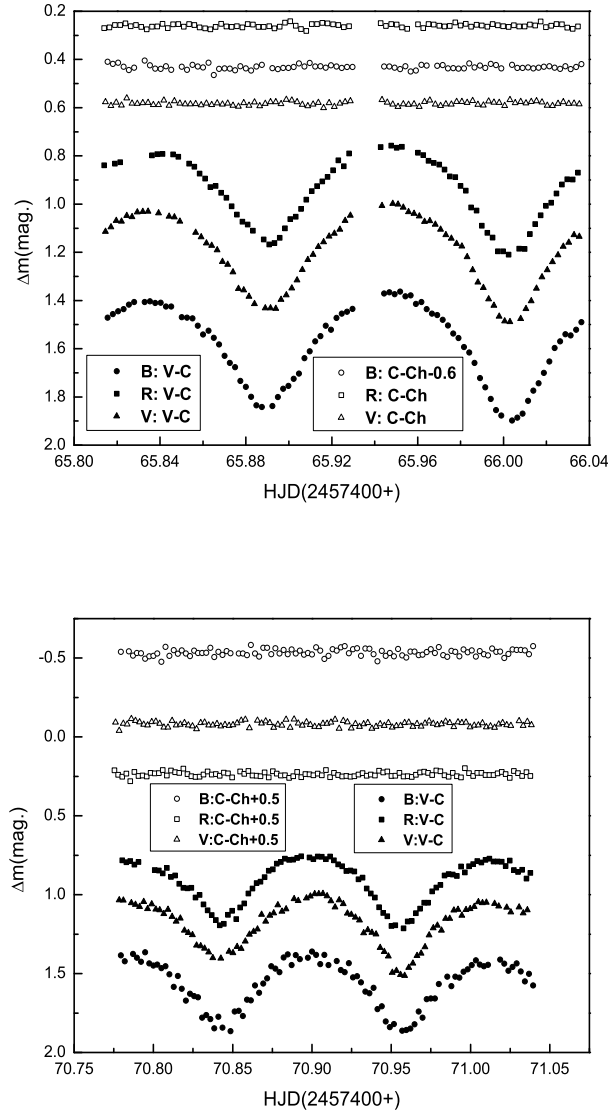 0.2
0.4
0.6
0.8
1.0
1.2
1.4
1.6
1.8
2.0
Δm(mag.)
B: V-C
R: V-C
V: V-C
B: C-Ch-0.6
R: C-Ch
V: C-Ch
65.80 65.84 65.88 65.92 65.96 66.00 66.04
HJD(2457400+)
-0.5
0.0
0.5
1.0
1.5
2.0
Δm(mag.)
B:C-Ch+0.5
R:C-Ch+0.5
V:C-Ch+0.5
B:V-C
R:V-C
V:V-C
70.75 70.80 70.85 70.90 70.95 71.00 71.05
HJD(2457400+)